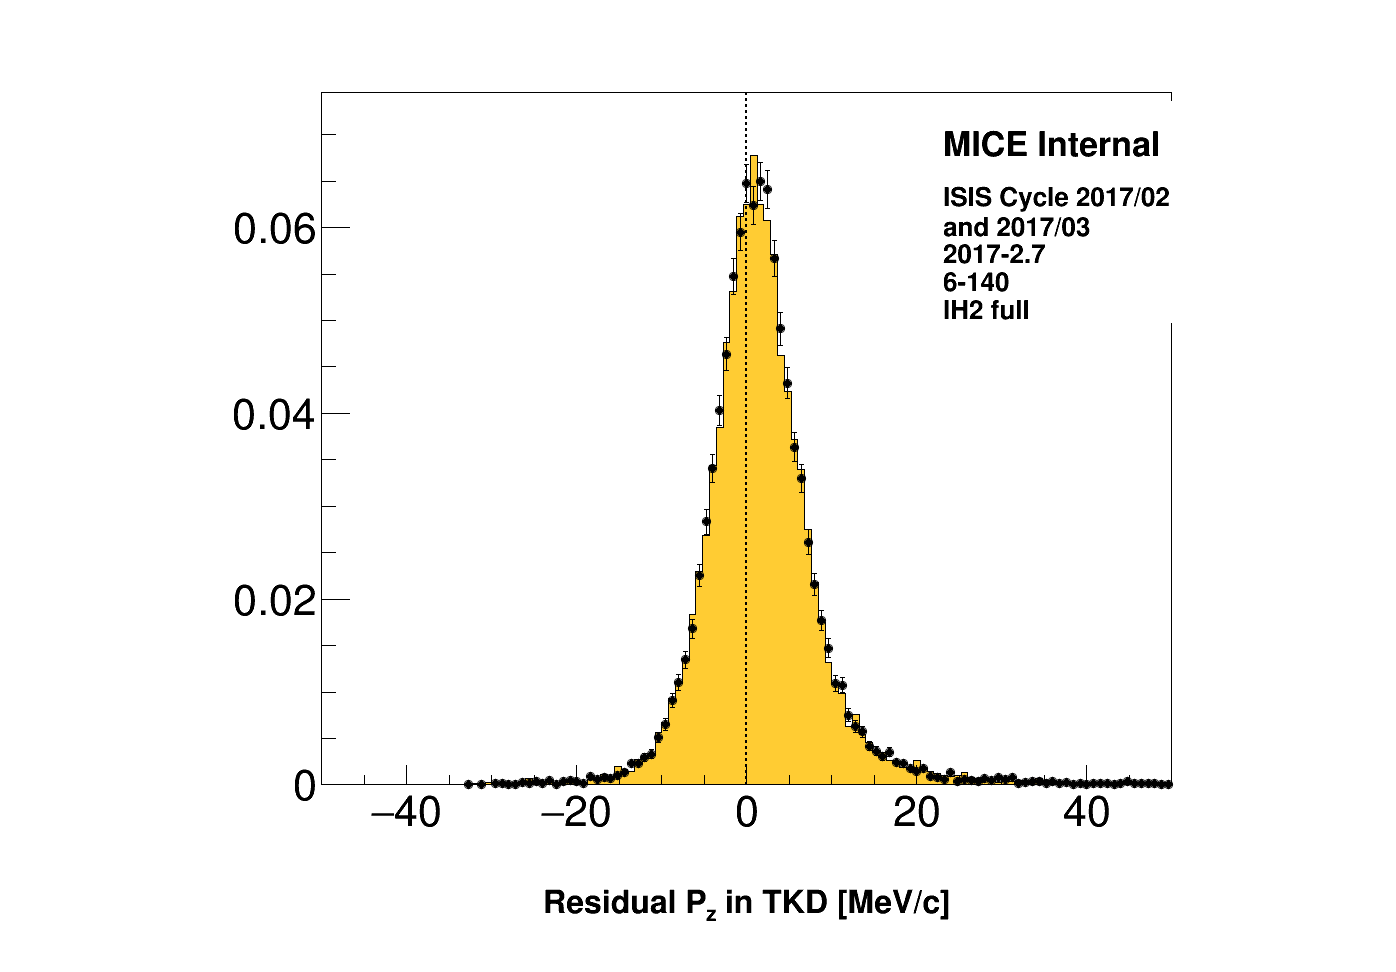 MICE Internal
ISIS Cycle 2017/02
and 2017/03
2017-2.7
6-140
lH2 full
0.06
0.04
0.02
0
−40 −20 0 20 40
Residual Pz in TKD [MeV/c]